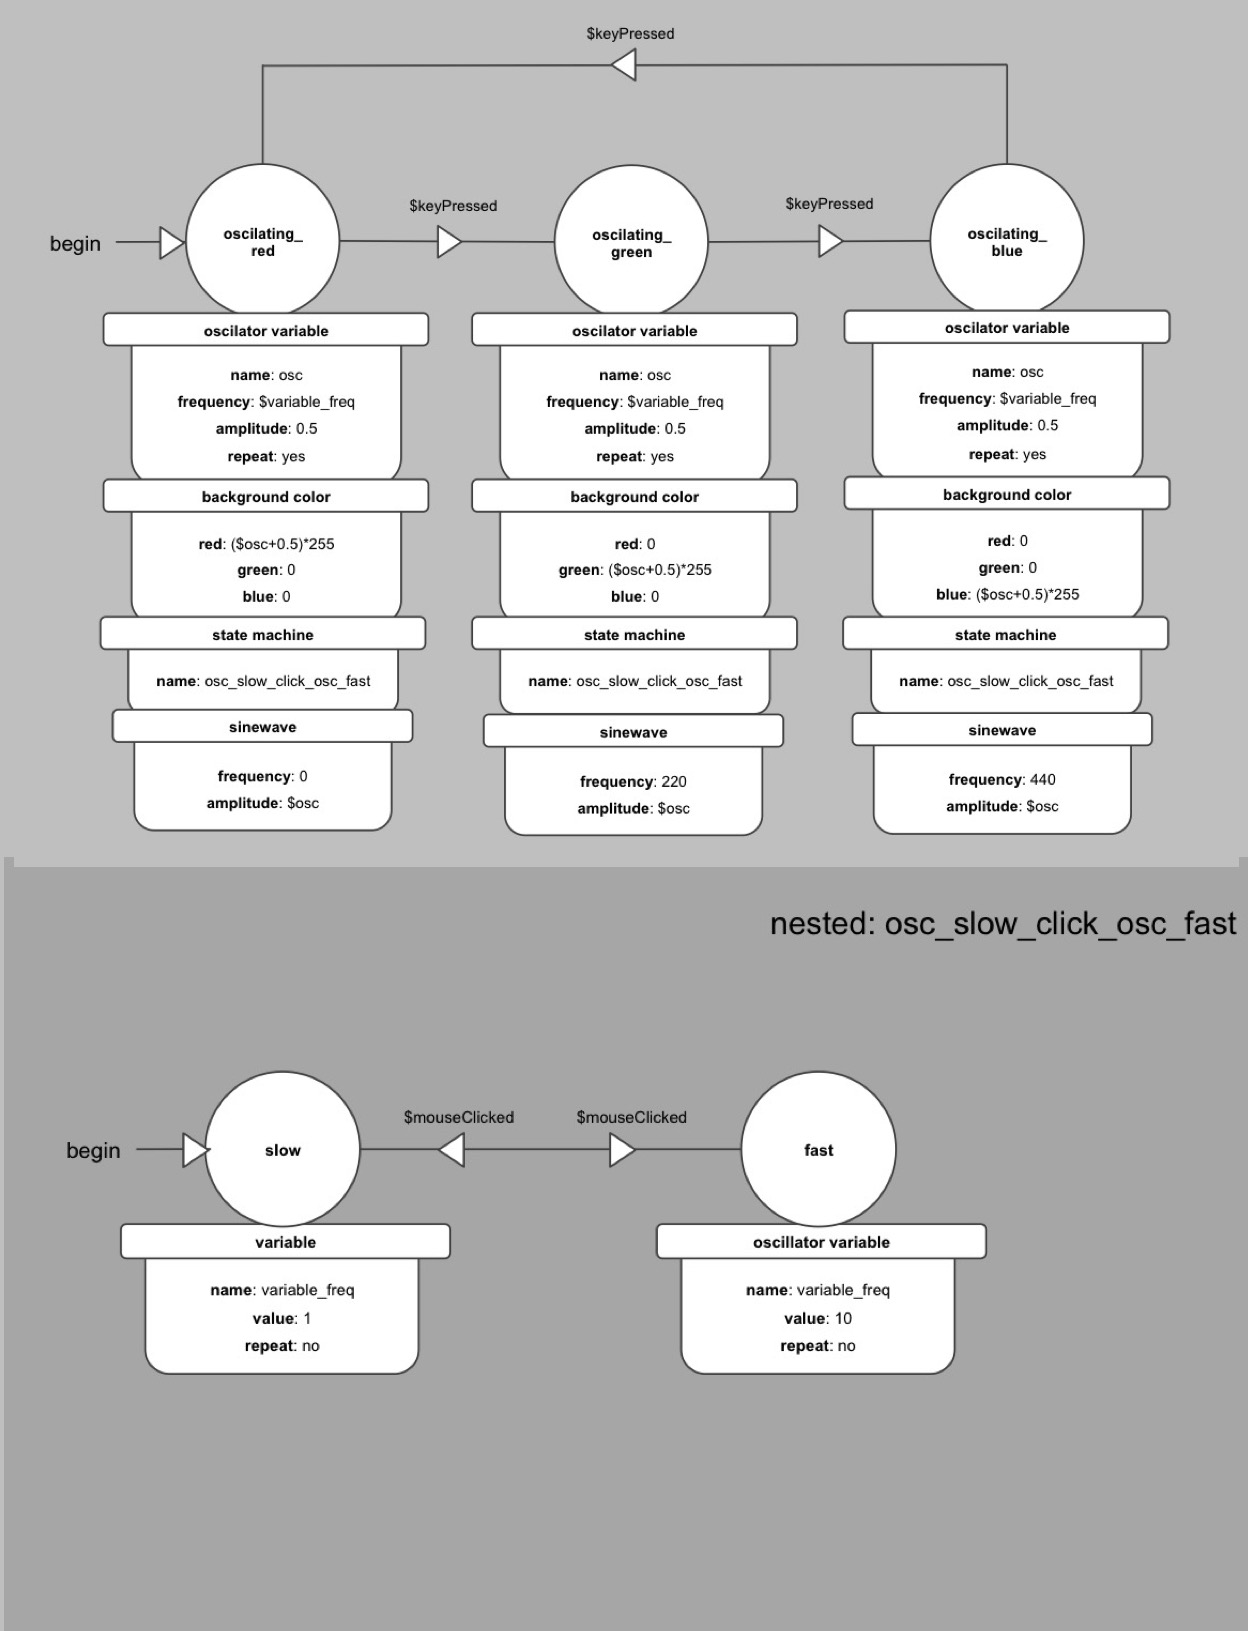 $keyPressed
begin
oscilating_
red
$keyPressed
oscilating_
green
$keyPressed
oscilating_
blue
oscilator variable
name: osc
frequency: $variable_freq
amplitude: 0.5
repeat: yes
background color
red: ($osc+0.5)*255
green: 0
blue: 0
state machine
name: osc_slow_click_osc_fast
sinewave
frequency: 0
amplitude: $osc
oscilator variable
name: osc
frequency: $variable_freq
amplitude: 0.5
repeat: yes
background color
red: 0
green: ($osc+0.5)*255
blue: 0
state machine
name: osc_slow_click_osc_fast
sinewave
frequency: 220
amplitude: $osc
oscilator variable
name: osc
frequency: $variable_freq
amplitude: 0.5
repeat: yes
background color
red: 0
green: 0
blue: ($osc+0.5)*255
state machine
name: osc_slow_click_osc_fast
sinewave
frequency: 440
amplitude: $osc
nested: osc_slow_click_osc_fast
begin
slow
$mouseClicked
$mouseClicked
fast
variable
name: variable_freq
value: 1
repeat: no
oscillator variable
name: variable_freq
value: 10
repeat: no